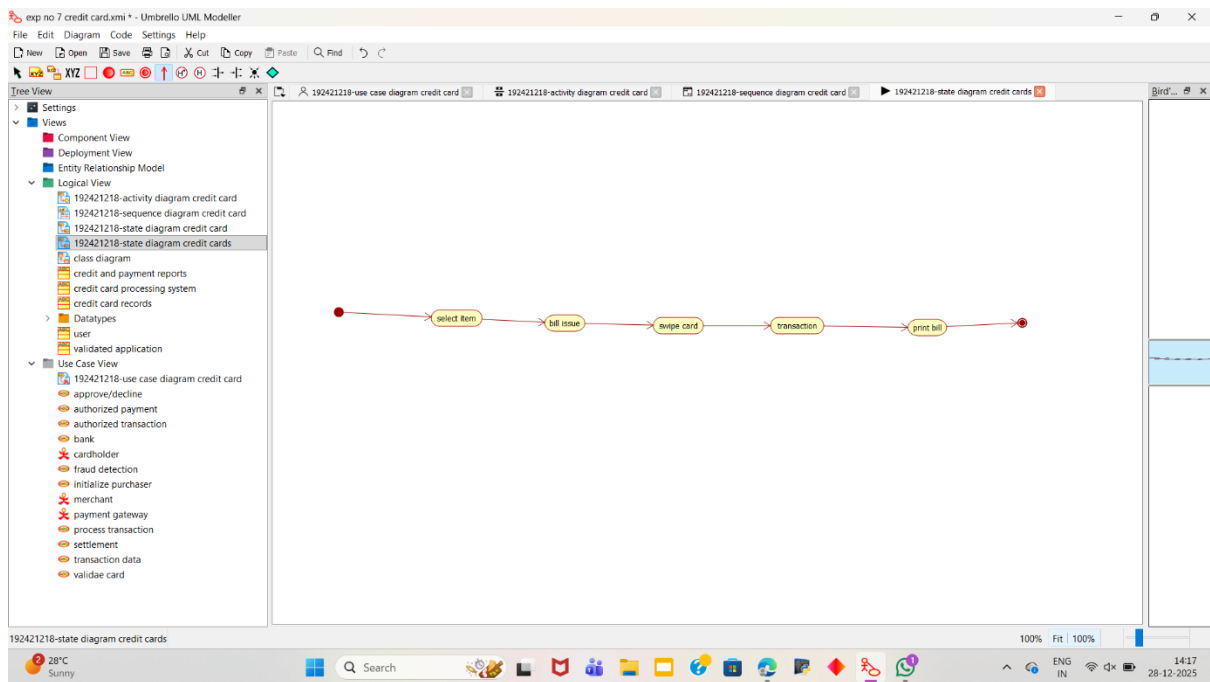 exp no 7 credit card.xmi * - Umbrello UML Modeller
File Edit Diagram Code Settings Help
New Open Save Cut Copy Paste Find
XYZ XYZ
Tree View
192421218-use case diagram credit card 192421218-activity diagram credit card 192421218-sequence diagram credit card 192421218-state diagram credit cards
Bird'...
Settings
Views
Component View
Deployment View
Entity Relationship Model
Logical View
192421218-activity diagram credit card
192421218-sequence diagram credit card
192421218-state diagram credit card
192421218-state diagram credit cards
class diagram
credit and payment reports
credit card processing system
credit card records
Datatypes
user
validated application
Use Case View
192421218-use case diagram credit card
approve/decline
authorized payment
authorized transaction
bank
cardholder
fraud detection
initialize purchaser
merchant
payment gateway
process transaction
settlement
transaction data
validae card
select item
bill issue
swipe card
transaction
print bill
192421218-state diagram credit cards
100% Fit 100%
2
28°C
Sunny
Search
1
ENG
IN
14:17
28-12-2025